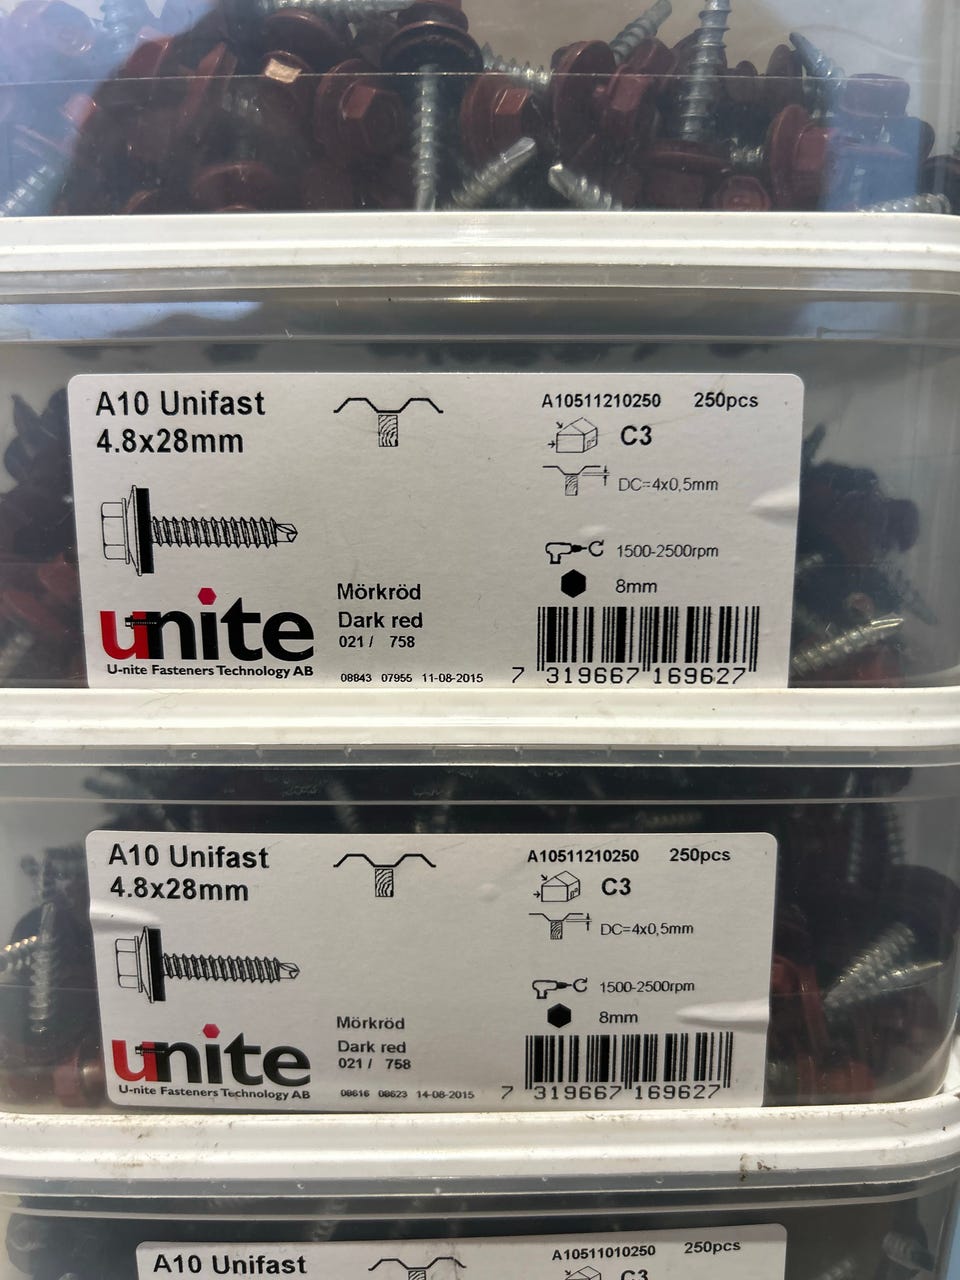 A10 Unifast
4.8x28mm
A10511210250 250pcs
C3
DC=4x0,5mm
1500-2500rpm
8mm
Mörkröd
Dark red
021 / 758
unite
U-nite Fasteners Technology AB
08843 07955 11-08-2015
7 319667 169627
A10 Unifast
4.8x28mm
A10511210250 250pcs
C3
DC=4x0,5mm
1500-2500rpm
8mm
Mörkröd
Dark red
021 / 758
unite
U-nite Fasteners Technology AB
08616 08623 14-08-2015
7 319667 169627
A10 Unifast
A10511010250 250pcs
C3